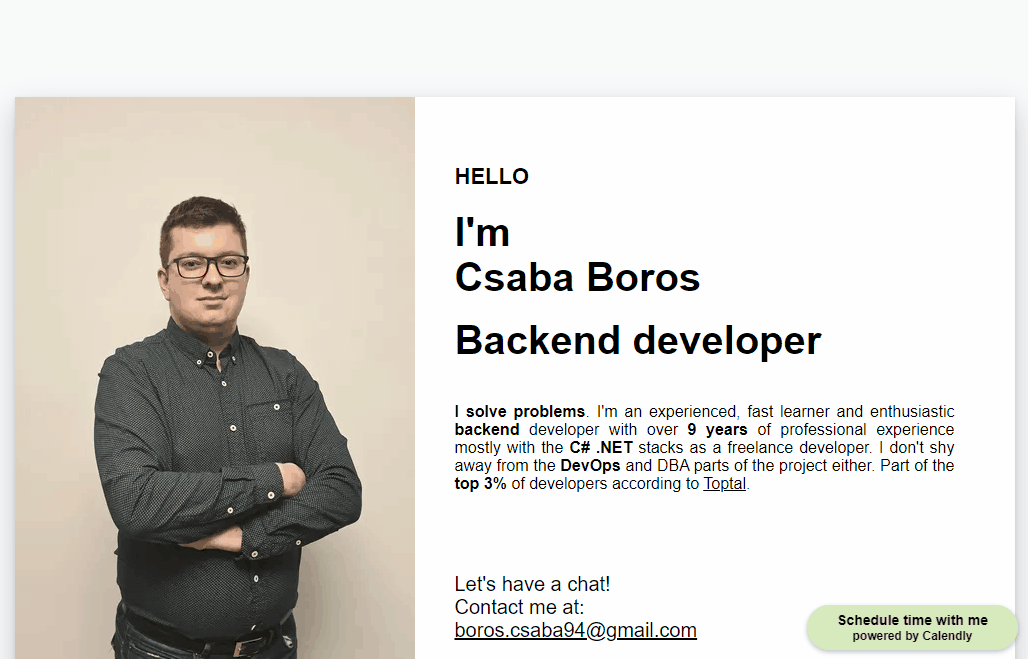 HELLO
I'm
Csaba Boros
Backend developer
I solve problems. I'm an experienced, fast learner and enthusiastic
backend developer with over 9 years of professional experience
mostly with the C# .NET stacks as a freelance developer. I don't shy
away from the DevOps and DBA parts of the project either. Part of the
top 3% of developers according to Toptal.
Let's have a chat!
Contact me at:
boros.csaba94@gmail.com
Schedule time with me
powered by Calendly